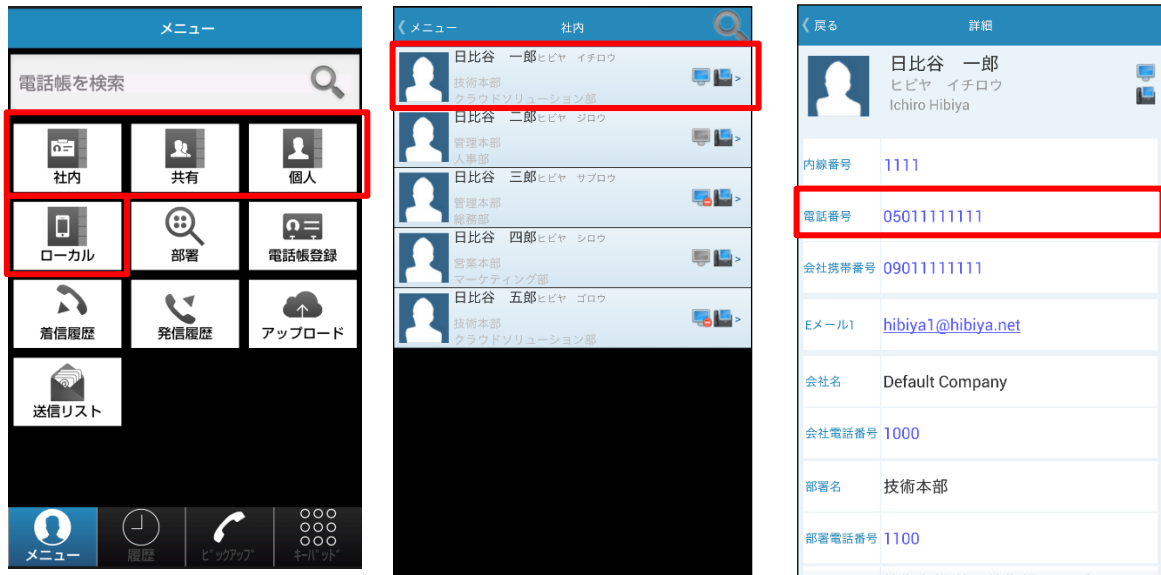 メニュー
電話帳を検索
社内
共有
個人
ローカル
部署
電話帳登録
着信履歴
発信履歴
アップロード
送信リスト
メニュー
履歴
ﾋﾟｯｸｱｯﾌﾟ
ｷｰﾊﾟｯﾄﾞ
メニュー 社内
日比谷 一郎 ヒビヤ イチロウ
技術本部
クラウドソリューション部
日比谷 二郎 ヒビヤ ジロウ
管理本部
人事部
日比谷 三郎 ヒビヤ サブロウ
管理本部
総務部
日比谷 四郎 ヒビヤ シロウ
営業本部
マーケティング部
日比谷 五郎 ヒビヤ ゴロウ
技術本部
クラウドソリューション部
戻る 詳細
日比谷 一郎
ヒビヤ イチロウ
Ichiro Hibiya
内線番号 1111
電話番号 05011111111
会社携帯番号 09011111111
Eメール1 hibiya1@hibiya.net
会社名 Default Company
会社電話番号 1000
部署名 技術本部
部署電話番号 1100